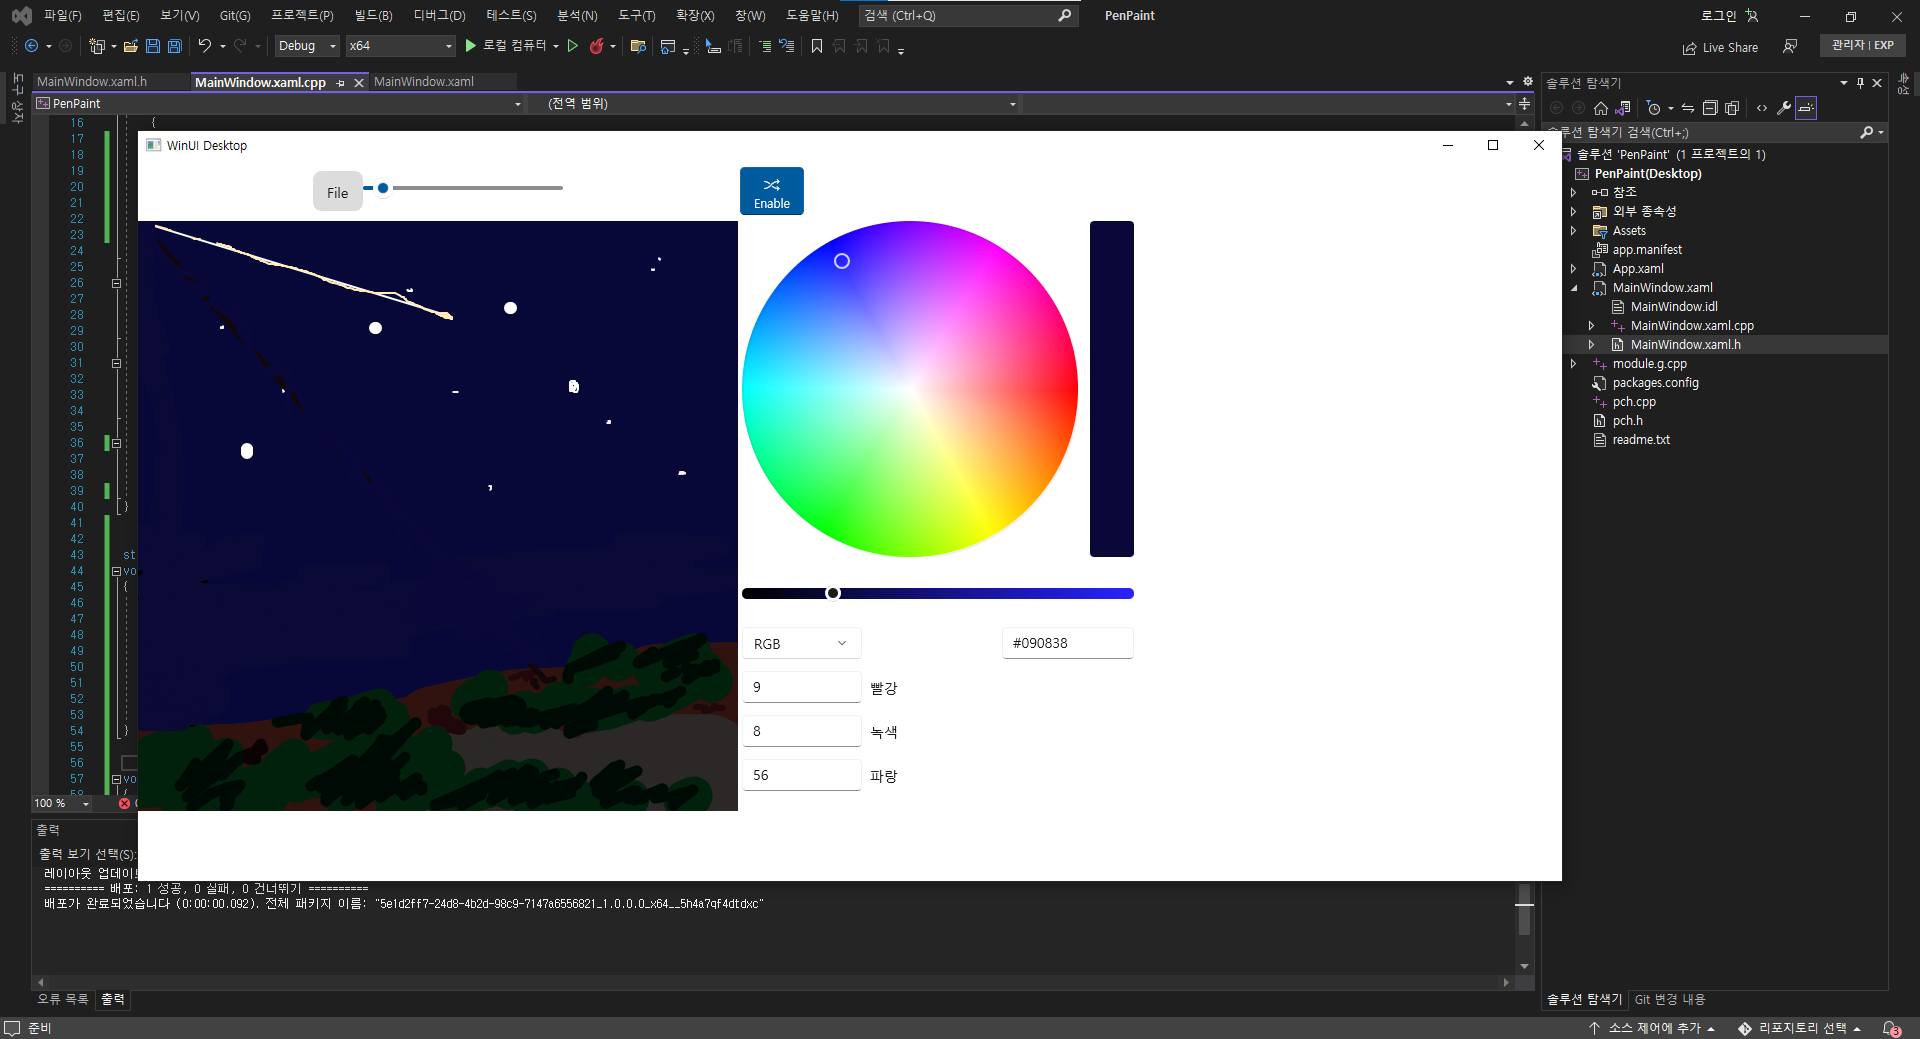 파일(F) 편집(E) 보기(V) Git(G) 프로젝트(P) 빌드(B) 디버그(D) 테스트(S) 분석(N) 도구(T) 확장(X) 창(W) 도움말(H) 검색 (Ctrl+Q) PenPaint 로그인
Debug x64 로컬 컴퓨터 Live Share 관리자 | EXP
도구 상자
MainWindow.xaml.h MainWindow.xaml.cpp MainWindow.xaml
PenPaint (전역 범위)
16 {
17
18
19
20
21
22
23
24
25
26
27
28
29
30
31
32
33
34
35
36
37
38
39
40 }
41
42
43 st
44 vo
45 {
46
47
48
49
50
51
52
53
54 }
55
56
57 vo
58 {
100 %
WinUI Desktop
File
Enable
RGB #090838
9 빨강
8 녹색
56 파랑
출력
출력 보기 선택(S):
레이아웃 업데이
========== 배포: 1 성공, 0 실패, 0 건너뛰기 ==========
배포가 완료되었습니다 (0:00:00.092). 전체 패키지 이름: "5e1d2ff7-24d8-4b2d-98c9-7147a6556821_1.0.0.0_x64__5h4a7qf4dtdxc"
오류 목록 출력
준비
솔루션 탐색기
솔루션 탐색기 검색(Ctrl+;)
솔루션 'PenPaint' (1 프로젝트의 1)
PenPaint(Desktop)
참조
외부 종속성
Assets
app.manifest
App.xaml
MainWindow.xaml
MainWindow.idl
MainWindow.xaml.cpp
MainWindow.xaml.h
module.g.cpp
packages.config
pch.cpp
pch.h
readme.txt
솔루션 탐색기 Git 변경 내용
소스 제어에 추가 리포지토리 선택 3